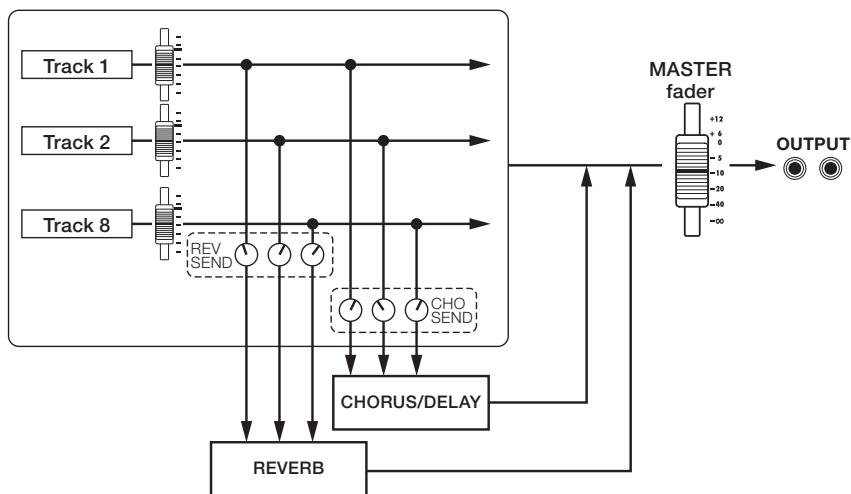 Track 1
Track 2
Track 8
REV
SEND
CHO
SEND
CHORUS/DELAY
REVERB
MASTER
fader
+12
+ 6
0
– 5
–10
–20
–40
–∞
OUTPUT